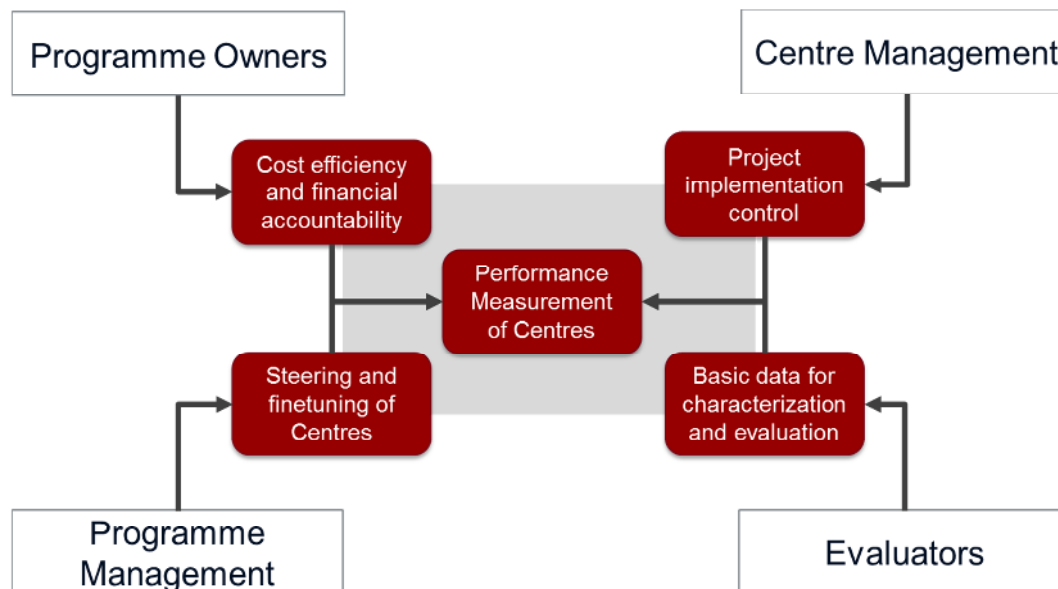 Programme Owners
Centre Management
Cost efficiency
and financial
accountability
Project
implementation
control
Performance
Measurement
of Centres
Steering and
finetuning of
Centres
Basic data for
characterization
and evaluation
Programme
Management
Evaluators